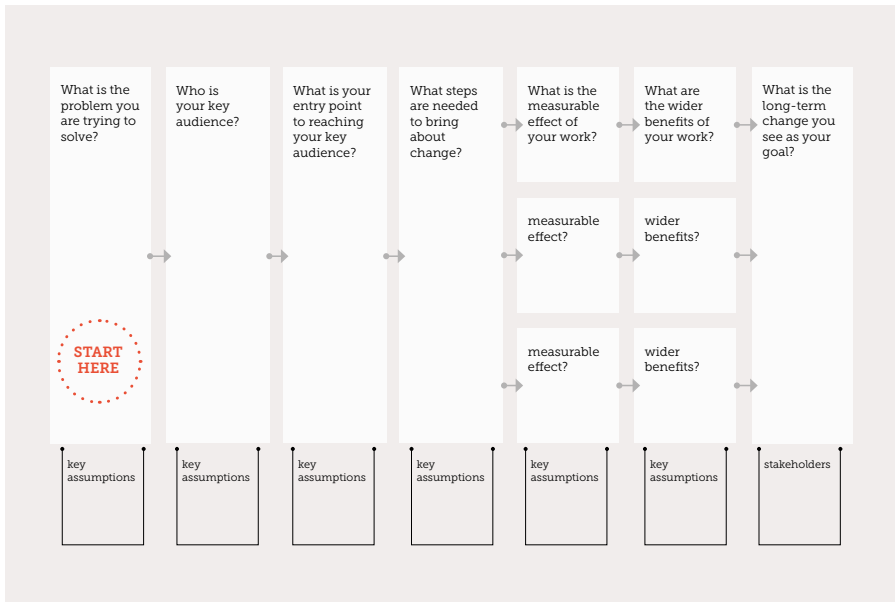 What is the
problem you
are trying to
solve?
START
HERE
key
assumptions
Who is
your key
audience?
key
assumptions
What is your
entry point
to reaching
your key
audience?
key
assumptions
What steps
are needed
to bring
about
change?
key
assumptions
What is the
measurable
effect of
your work?
measurable
effect?
measurable
effect?
key
assumptions
What are
the wider
benefits of
your work?
wider
benefits?
wider
benefits?
key
assumptions
What is the
long-term
change you
see as your
goal?
stakeholders